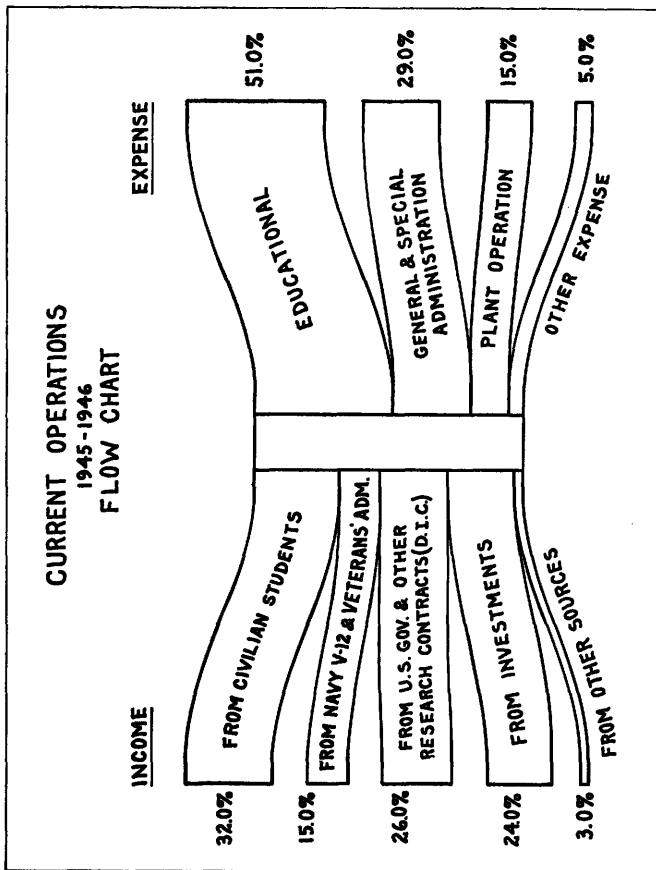 CURRENT OPERATIONS
1945-1946
FLOW CHART
INCOME
EXPENSE
32.0%
FROM CIVILIAN STUDENTS
15.0%
FROM NAVY V-12 & VETERANS' ADM.
26.0%
FROM U.S. GOV. & OTHER
RESEARCH CONTRACTS (D.I.C.)
24.0%
FROM INVESTMENTS
3.0%
FROM OTHER SOURCES
EDUCATIONAL
51.0%
GENERAL & SPECIAL
ADMINISTRATION
29.0%
PLANT OPERATION
15.0%
OTHER EXPENSE
5.0%